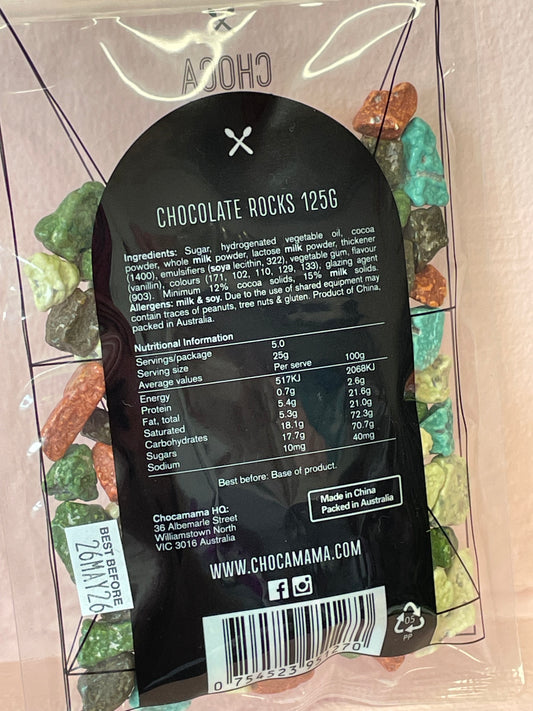 CHOCA
CHOCOLATE ROCKS 125G
Ingredients: Sugar, hydrogenated vegetable oil, cocoa
powder, whole milk powder, lactose milk powder, thickener
(1400), emulsifiers (soya lecithin, 322), vegetable gum, flavour
(vanillin), colours (171, 102, 110, 129, 133), glazing agent
(903). Minimum 12% cocoa solids, 15% milk solids.
Allergens: milk & soy. Due to the use of shared equipment may
contain traces of peanuts, tree nuts & gluten. Product of China,
packed in Australia.
Nutritional Information
Servings/package 5.0
Serving size 25g
Average values Per serve 100g
Energy 517KJ 2068KJ
Protein 0.7g 2.6g
Fat, total 5.4g 21.6g
Saturated 5.3g 21.0g
Carbohydrates 18.1g 72.3g
Sugars 17.7g 70.7g
Sodium 10mg 40mg
Best before: Base of product.
Chocamama HQ:
36 Albemarle Street
Williamstown North
VIC 3016 Australia
Made in China
Packed in Australia
WWW.CHOCAMAMA.COM
BEST BEFORE
26MAY26
0 754523 951270
05
PP